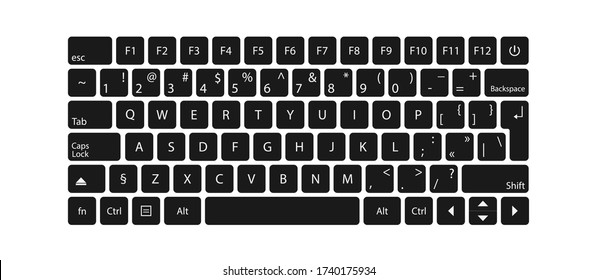 esc F1 F2 F3 F4 F5 F6 F7 F8 F9 F10 F11 F12
~ ! 1 @ 2 # 3 $ 4 % 5 ^ 6 & 7 * 8 ( 9 ) 0 – - + = Backspace
Tab Q W E R T Y U I O P { [ } ]
Caps Lock A S D F G H J K L : ; « » | \
§ Z X C V B N M < , > . ? / Shift
fn Ctrl Alt Alt Ctrl
shutterstock.com · 1740175934